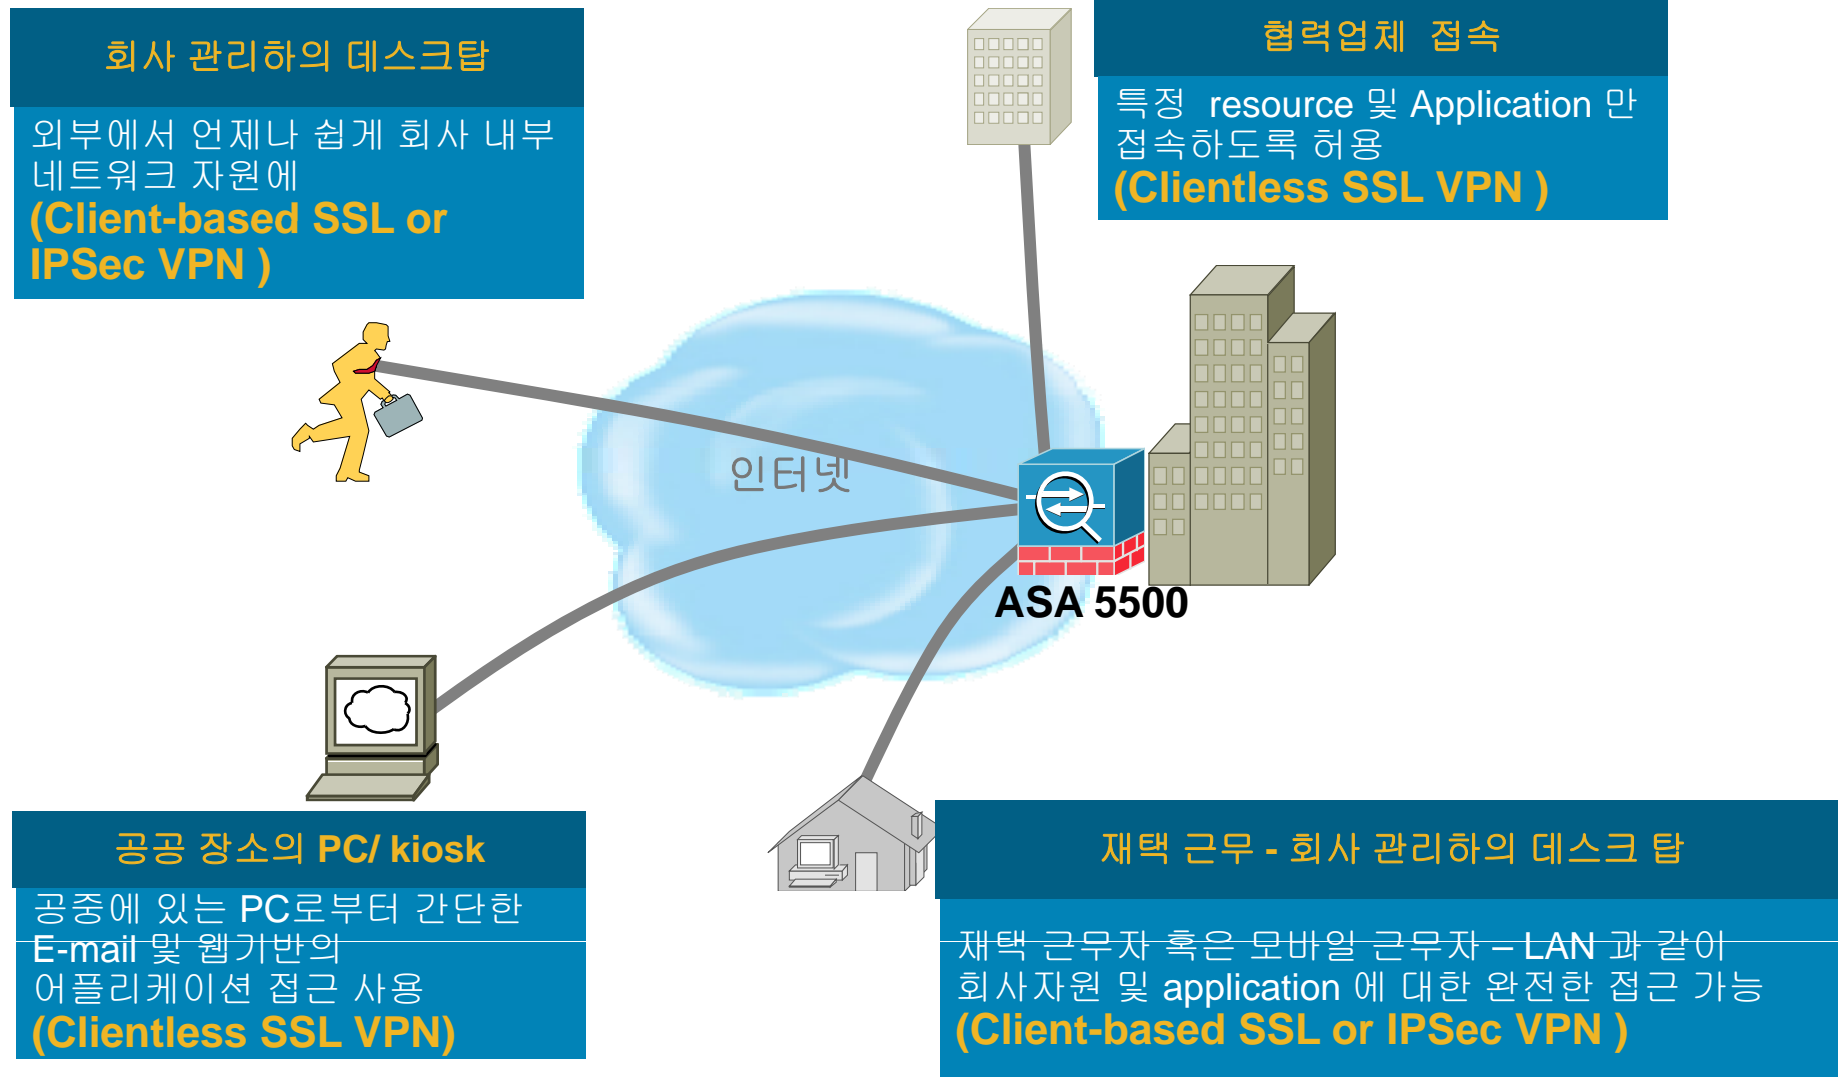 회사 관리하의 데스크탑
외부에서 언제나 쉽게 회사 내부
네트워크 자원에
(Client-based SSL or
IPSec VPN )
협력업체 접속
특정 resource 및 Application 만
접속하도록 허용
(Clientless SSL VPN )
인터넷
ASA 5500
공공 장소의 PC/ kiosk
공중에 있는 PC로부터 간단한
E-mail 및 웹기반의
어플리케이션 접근 사용
(Clientless SSL VPN)
재택 근무 - 회사 관리하의 데스크 탑
재택 근무자 혹은 모바일 근무자 – LAN 과 같이
회사자원 및 application 에 대한 완전한 접근 가능
(Client-based SSL or IPSec VPN )